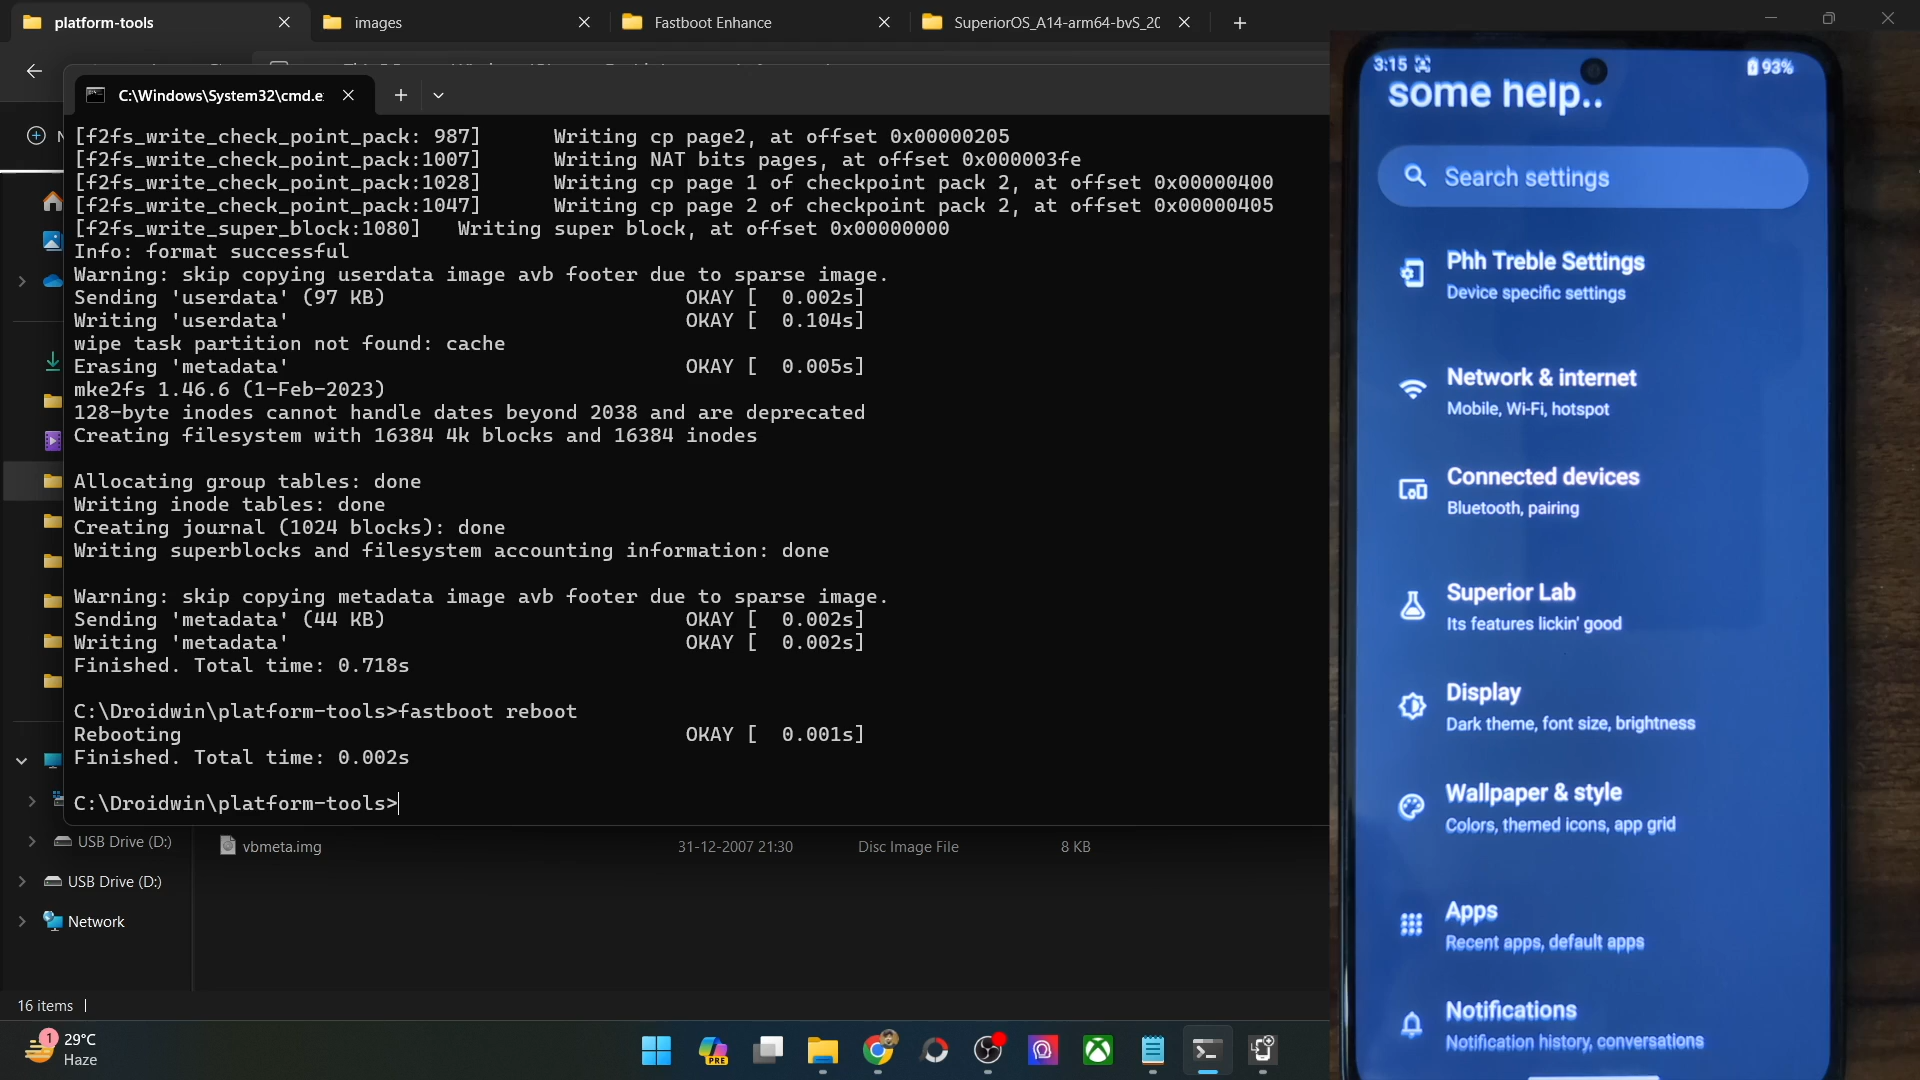 platform-tools
images
Fastboot Enhance
SuperiorOS_A14-arm64-bvS_20
C:\Windows\System32\cmd.e
[f2fs_write_check_point_pack: 987] Writing cp page2, at offset 0x00000205
[f2fs_write_check_point_pack:1007] Writing NAT bits pages, at offset 0x000003fe
[f2fs_write_check_point_pack:1028] Writing cp page 1 of checkpoint pack 2, at offset 0x00000400
[f2fs_write_check_point_pack:1047] Writing cp page 2 of checkpoint pack 2, at offset 0x00000405
[f2fs_write_super_block:1080] Writing super block, at offset 0x00000000
Info: format successful
Warning: skip copying userdata image avb footer due to sparse image.
Sending 'userdata' (97 KB) OKAY [ 0.002s]
Writing 'userdata' OKAY [ 0.104s]
wipe task partition not found: cache
Erasing 'metadata' OKAY [ 0.005s]
mke2fs 1.46.6 (1-Feb-2023)
128-byte inodes cannot handle dates beyond 2038 and are deprecated
Creating filesystem with 16384 4k blocks and 16384 inodes
Allocating group tables: done
Writing inode tables: done
Creating journal (1024 blocks): done
Writing superblocks and filesystem accounting information: done
Warning: skip copying metadata image avb footer due to sparse image.
Sending 'metadata' (44 KB) OKAY [ 0.002s]
Writing 'metadata' OKAY [ 0.002s]
Finished. Total time: 0.718s
C:\Droidwin\platform-tools>fastboot reboot
Rebooting OKAY [ 0.001s]
Finished. Total time: 0.002s
C:\Droidwin\platform-tools>
USB Drive (D:)
vbmeta.img 31-12-2007 21:30 Disc Image File 8 KB
USB Drive (D:)
Network
16 items
1
29°C
Haze
PRE
3:15
93%
some help..
Search settings
Phh Treble Settings
Device specific settings
Network & internet
Mobile, Wi-Fi, hotspot
Connected devices
Bluetooth, pairing
Superior Lab
Its features lickin' good
Display
Dark theme, font size, brightness
Wallpaper & style
Colors, themed icons, app grid
Apps
Recent apps, default apps
Notifications
Notification history, conversations